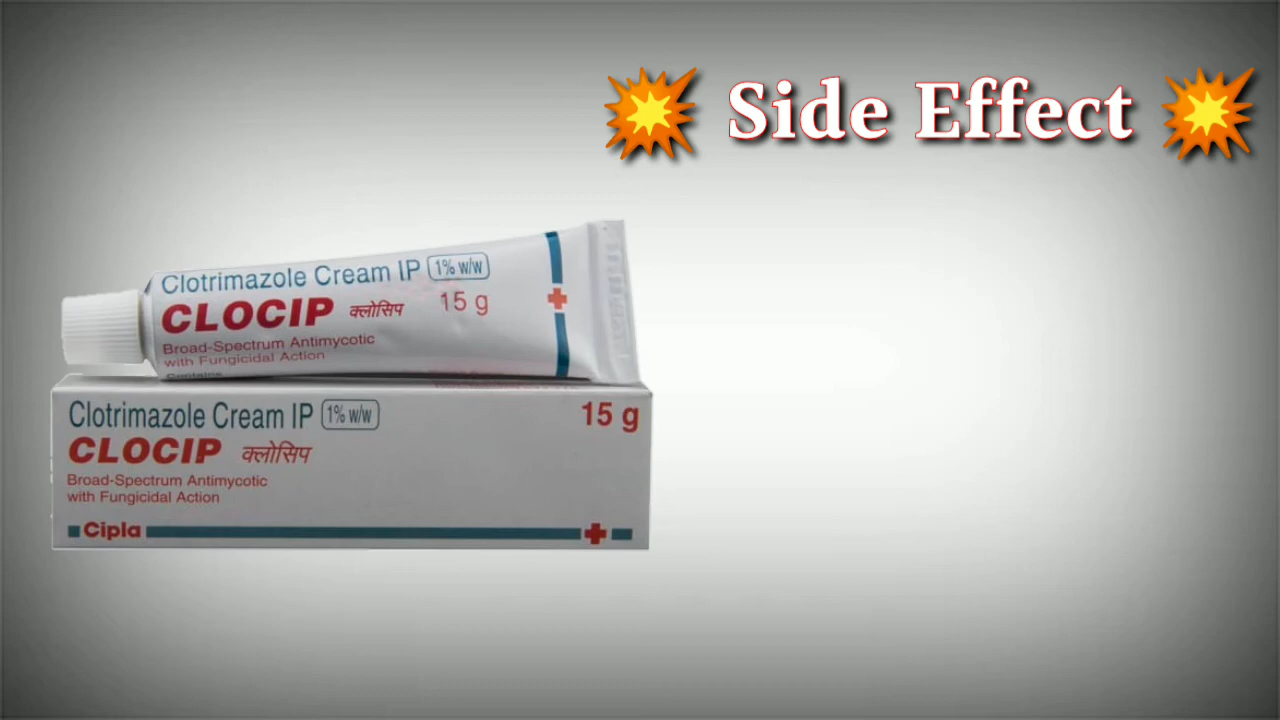 💥 Side Effect 💥
Clotrimazole Cream IP 1% w/w
CLOCIP क्लोसिप 15 g
Broad-Spectrum Antimycotic
with Fungicidal Action
Contains
Clotrimazole Cream IP 1% w/w 15 g
CLOCIP क्लोसिप
Broad-Spectrum Antimycotic
with Fungicidal Action
Cipla